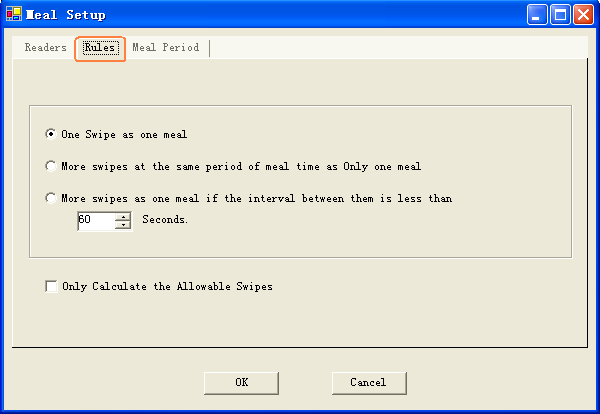 Meal Setup
Readers Rules Meal Period
One Swipe as one meal
More swipes at the same period of meal time as Only one meal
More swipes as one meal if the interval between them is less than
60 Seconds.
Only Calculate the Allowable Swipes
OK Cancel